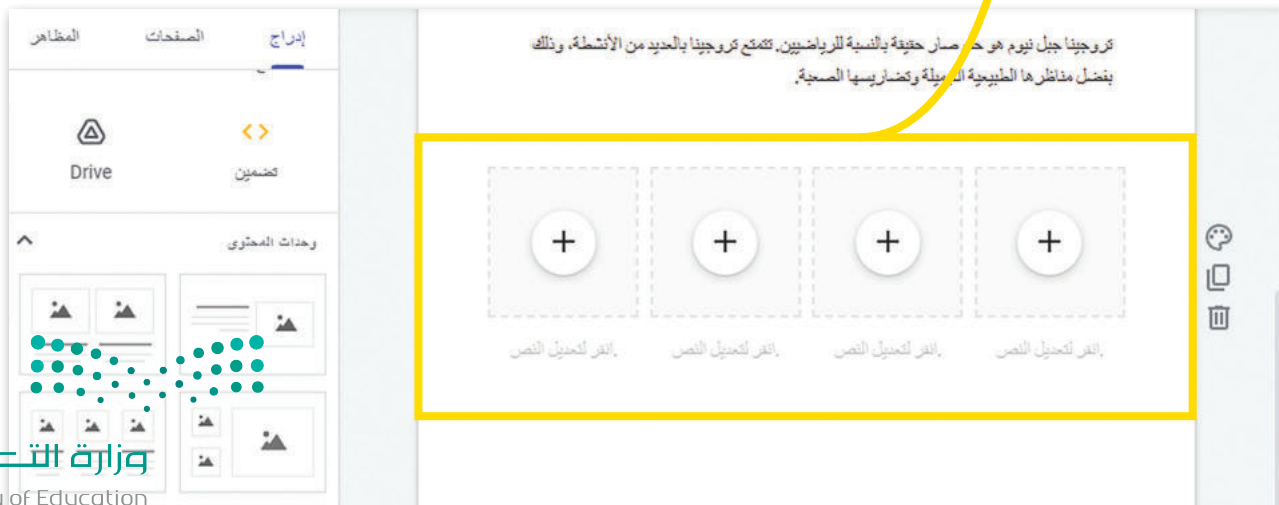 إدراج الصفحات المظاهر
تضمين Drive
وحدات المحتوى
تروجينا جبل نيوم هو حلم صار حقيقة بالنسبة للرياضيين. تتمتع تروجينا بالعديد من الأنشطة، وذلك
بفضل مناظرها الطبيعية الجميلة وتضاريسها الصعبة.
انقر لتعديل النص. انقر لتعديل النص. انقر لتعديل النص. انقر لتعديل النص.
وزارة التـ
of Education